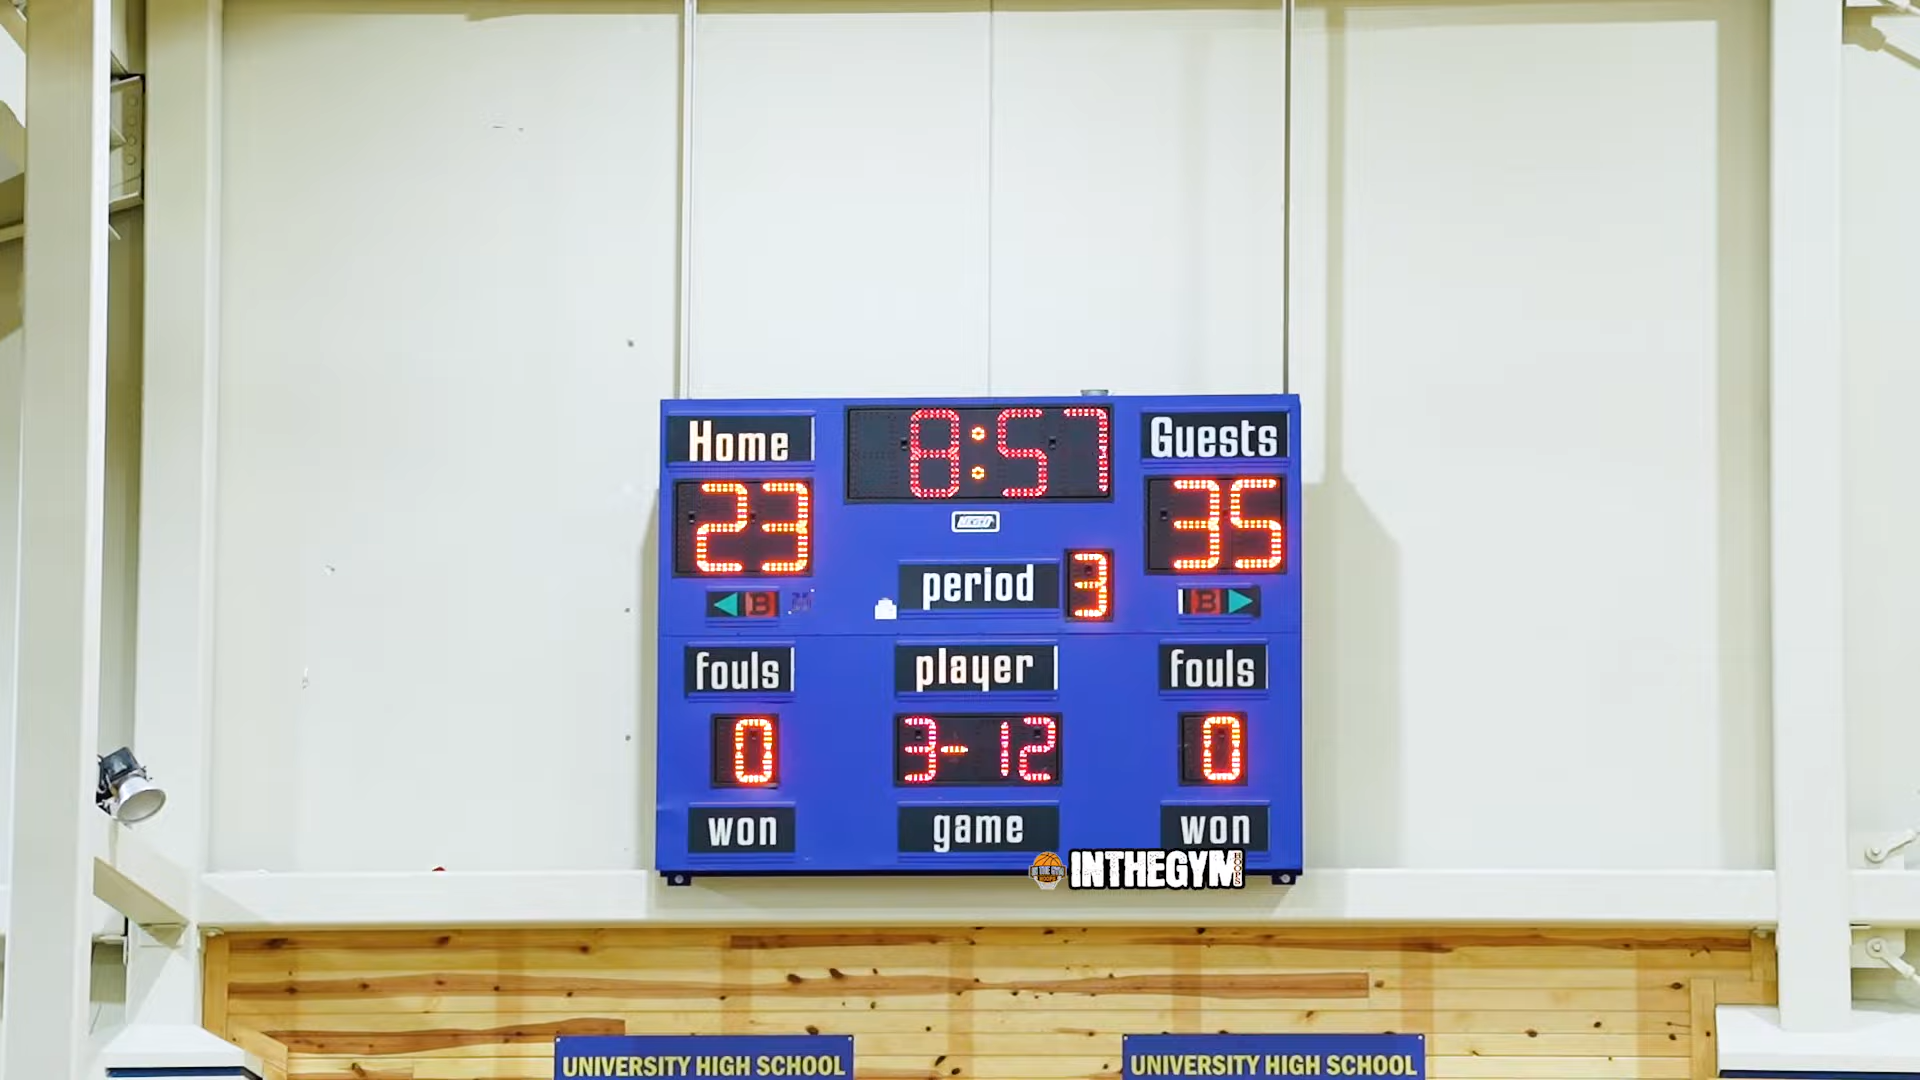 8:57
Home
Guests
23
35
period
3
B
B
fouls
player
fouls
0
3-12
0
won
game
won
INTHEGYM
HOOPS
UNIVERSITY HIGH SCHOOL
UNIVERSITY HIGH SCHOOL